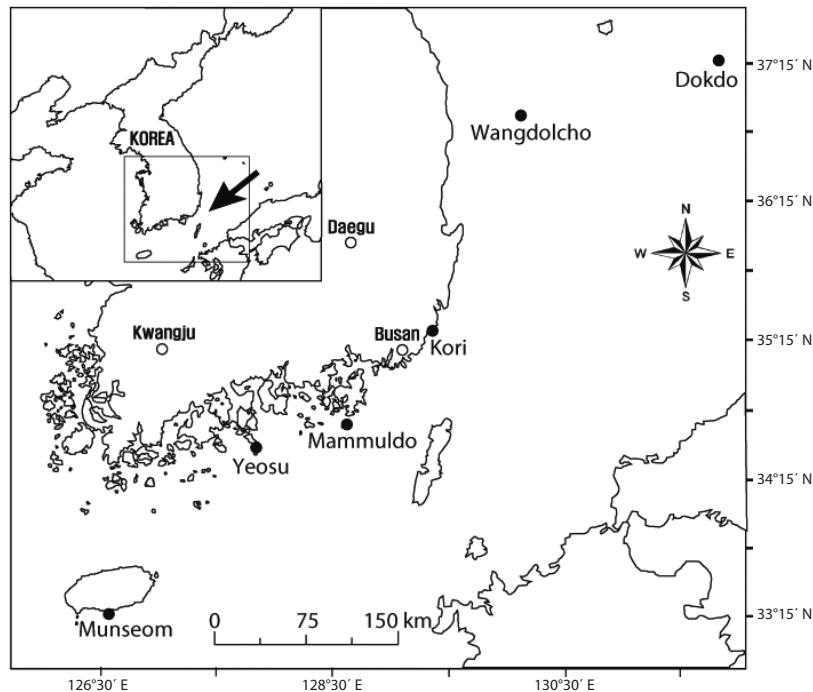 KOREA
Dokdo
37°15′ N
Wangdolcho
36°15′ N
Daegu
N
W E
S
Kwangju
Busan
Kori
35°15′ N
Mammuldo
Yeosu
34°15′ N
Munseom
0 75 150 km
33°15′ N
126°30′ E 128°30′ E 130°30′ E